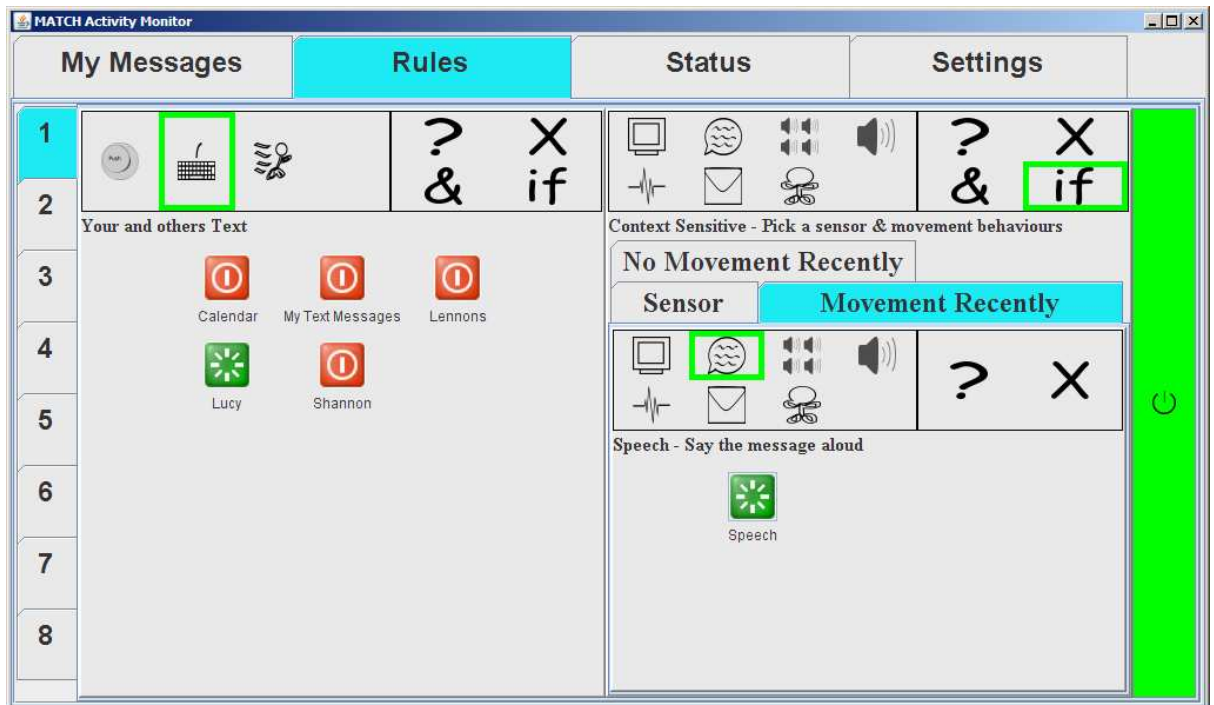 MATCH Activity Monitor
My Messages Rules Status Settings
1
2
3
4
5
6
7
8
Push
? X
& if
Your and others Text
Calendar My Text Messages Lennons
Lucy Shannon
? X
& if
Context Sensitive - Pick a sensor & movement behaviours
No Movement Recently
Sensor Movement Recently
? X
Speech - Say the message aloud
Speech